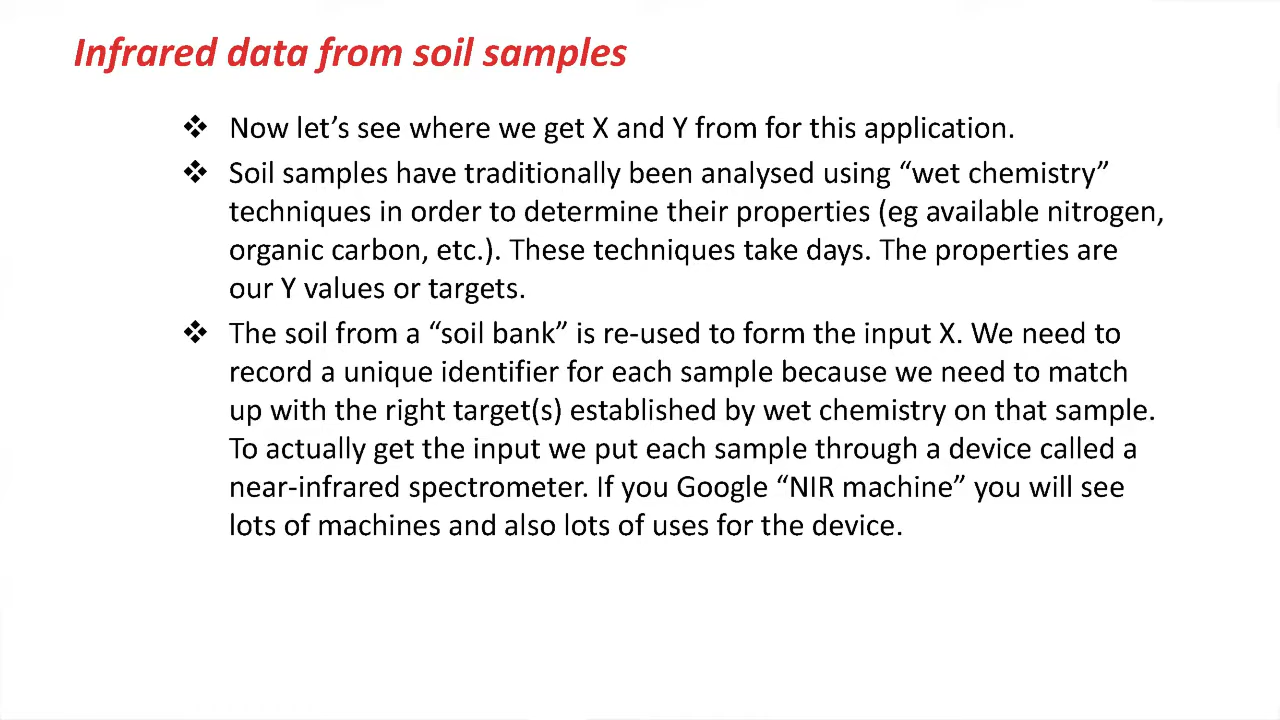 Infrared data from soil samples
❖ Now let’s see where we get X and Y from for this application.
❖ Soil samples have traditionally been analysed using “wet chemistry”
techniques in order to determine their properties (eg available nitrogen,
organic carbon, etc.). These techniques take days. The properties are
our Y values or targets.
❖ The soil from a “soil bank” is re-used to form the input X. We need to
record a unique identifier for each sample because we need to match
up with the right target(s) established by wet chemistry on that sample.
To actually get the input we put each sample through a device called a
near-infrared spectrometer. If you Google “NIR machine” you will see
lots of machines and also lots of uses for the device.